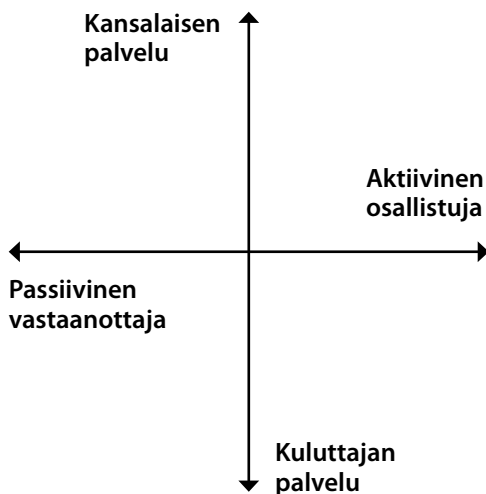 Kansalaisen
palvelu
Aktiivinen
osallistuja
Passiivinen
vastaanottaja
Kuluttajan
palvelu